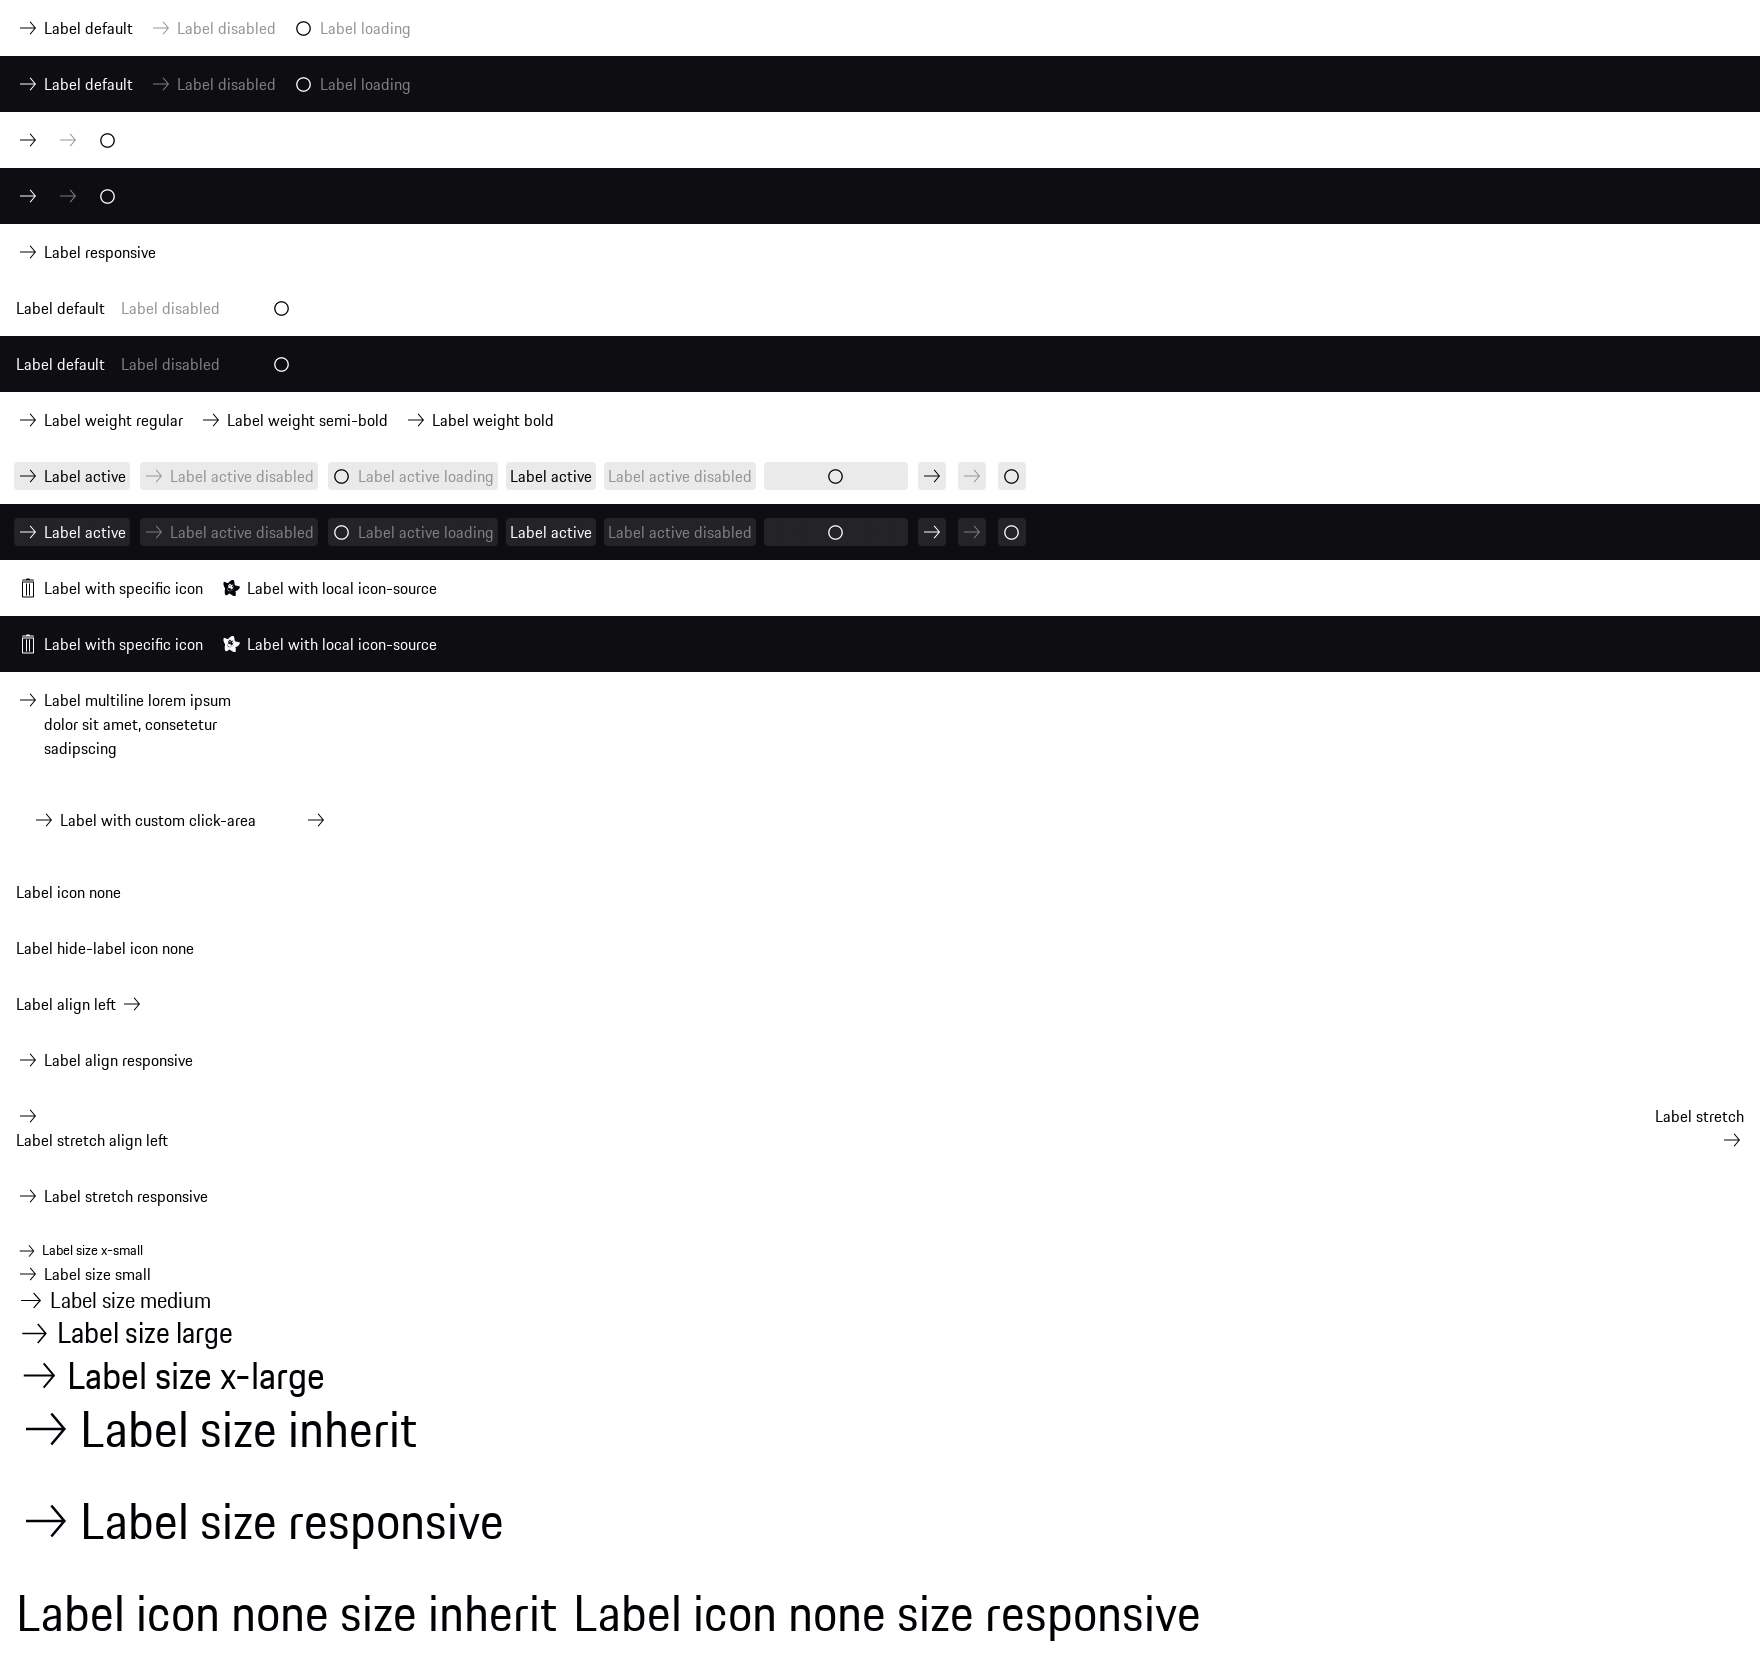 Label default Label disabled Label loading
Label default Label disabled Label loading
Label responsive
Label default Label disabled
Label default Label disabled
Label weight regular Label weight semi-bold Label weight bold
Label active Label active disabled Label active loading Label active Label active disabled
Label active Label active disabled Label active loading Label active Label active disabled
Label with specific icon Label with local icon-source
Label with specific icon Label with local icon-source
Label multiline lorem ipsum
dolor sit amet, consetetur
sadipscing
Label with custom click-area
Label icon none
Label hide-label icon none
Label align left
Label align responsive
Label stretch
Label stretch align left
Label stretch responsive
Label size x-small
Label size small
Label size medium
Label size large
Label size x-large
Label size inherit
Label size responsive
Label icon none size inherit Label icon none size responsive